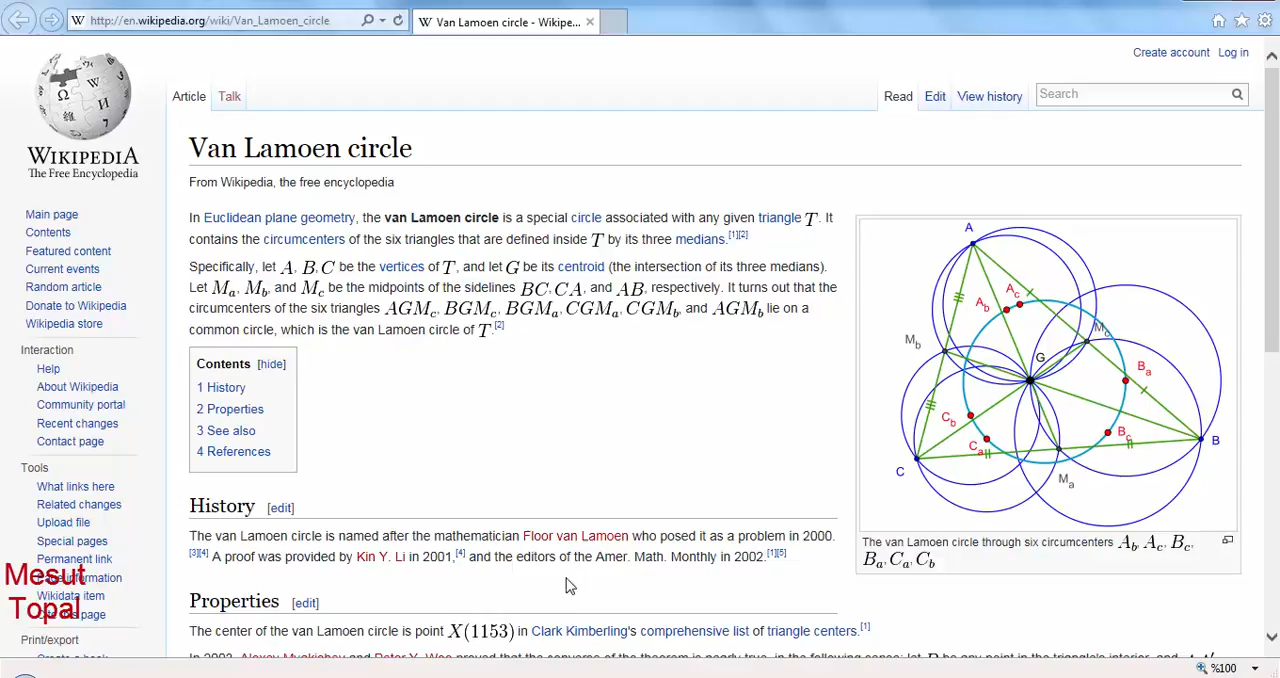 http://en.wikipedia.org/wiki/Van_Lamoen_circle
Van Lamoen circle - Wikipe...
Create account Log in
Article Talk Read Edit View history Search
WIKIPEDIA
The Free Encyclopedia
Main page
Contents
Featured content
Current events
Random article
Donate to Wikipedia
Wikimedia store
Interaction
Help
About Wikipedia
Community portal
Recent changes
Contact page
Tools
What links here
Related changes
Upload file
Special pages
Permanent link
Page information
Wikidata item
Cite this page
Print/export
Mesut
Topal
Van Lamoen circle
From Wikipedia, the free encyclopedia
In Euclidean plane geometry, the van Lamoen circle is a special circle associated with any given triangle T. It
contains the circumcenters of the six triangles that are defined inside T by its three medians.[1][2]
Specifically, let A, B, C be the vertices of T, and let G be its centroid (the intersection of its three medians).
Let Ma, Mb, and Mc be the midpoints of the sidelines BC, CA, and AB, respectively. It turns out that the
circumcenters of the six triangles AGMc, BGMc, BGMa, CGMa, CGMb, and AGMb lie on a
common circle, which is the van Lamoen circle of T.[2]
Contents [hide]
1 History
2 Properties
3 See also
4 References
History [edit]
The van Lamoen circle is named after the mathematician Floor van Lamoen who posed it as a problem in 2000.
[3][4] A proof was provided by Kin Y. Li in 2001,[4] and the editors of the Amer. Math. Monthly in 2002.[1][5]
Properties [edit]
The center of the van Lamoen circle is point X(1153) in Clark Kimberling's comprehensive list of triangle centers.[1]
A
Ac
Ab
Mc
Mb
G
Ba
Cb
Bc
B
Ca
C
Ma
The van Lamoen circle through six circumcenters Ab, Ac, Bc,
Ba, Ca, Cb
%100